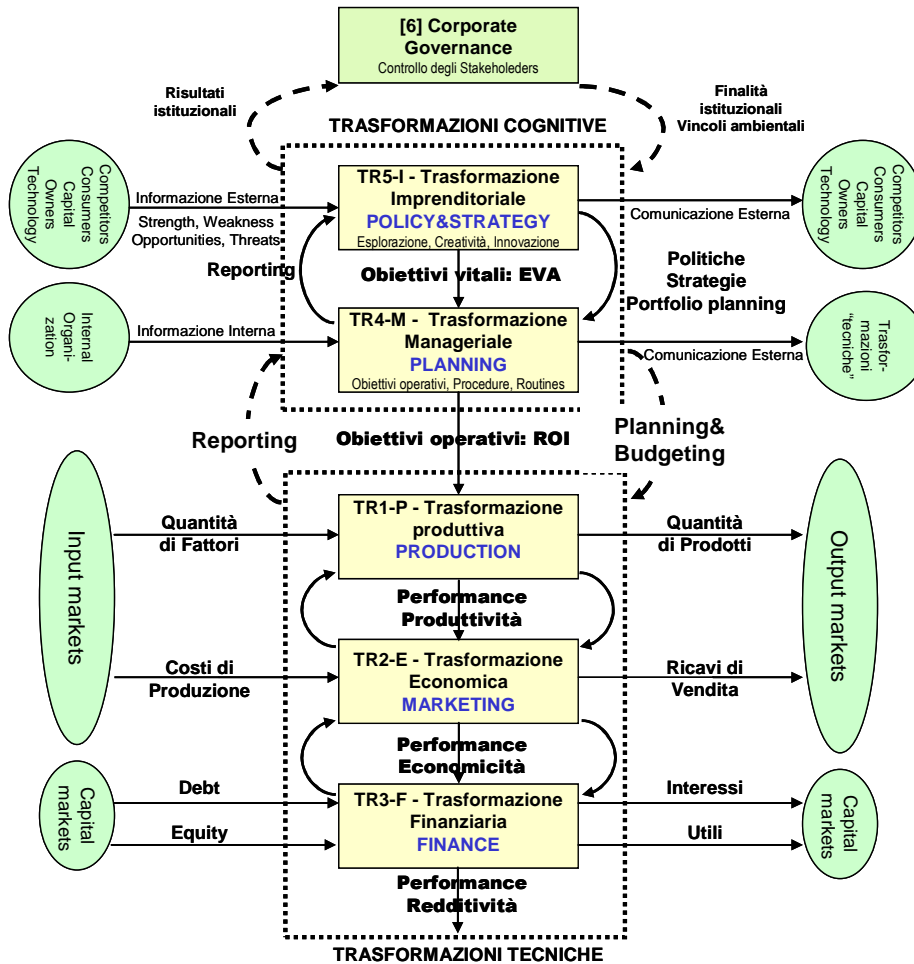 [6] Corporate
Governance
Controllo degli Stakeholeders
Risultati
istituzionali
Finalità
istituzionali
Vincoli ambientali
TRASFORMAZIONI COGNITIVE
Competitors
Consumers
Capital
Owners
Technology
Informazione Esterna
Strength, Weakness
Opportunities, Threats
TR5-I - Trasformazione
Imprenditoriale
POLICY&STRATEGY
Esplorazione, Creatività, Innovazione
Comunicazione Esterna
Competitors
Consumers
Capital
Owners
Technology
Reporting
Obiettivi vitali: EVA
Politiche
Strategie
Portfolio planning
Internal
Organi-
zation
Informazione Interna
TR4-M - Trasformazione
Manageriale
PLANNING
Obiettivi operativi, Procedure, Routines
Comunicazione Esterna
Trasfor-
mazioni
“tecniche”
Reporting
Obiettivi operativi: ROI
Planning&
Budgeting
Input markets
Quantità
di Fattori
TR1-P - Trasformazione
produttiva
PRODUCTION
Quantità
di Prodotti
Output markets
Performance
Produttività
Costi di
Produzione
TR2-E - Trasformazione
Economica
MARKETING
Ricavi di
Vendita
Performance
Economicità
Capital
markets
Debt
Equity
TR3-F - Trasformazione
Finanziaria
FINANCE
Interessi
Utili
Capital
markets
Performance
Redditività
TRASFORMAZIONI TECNICHE